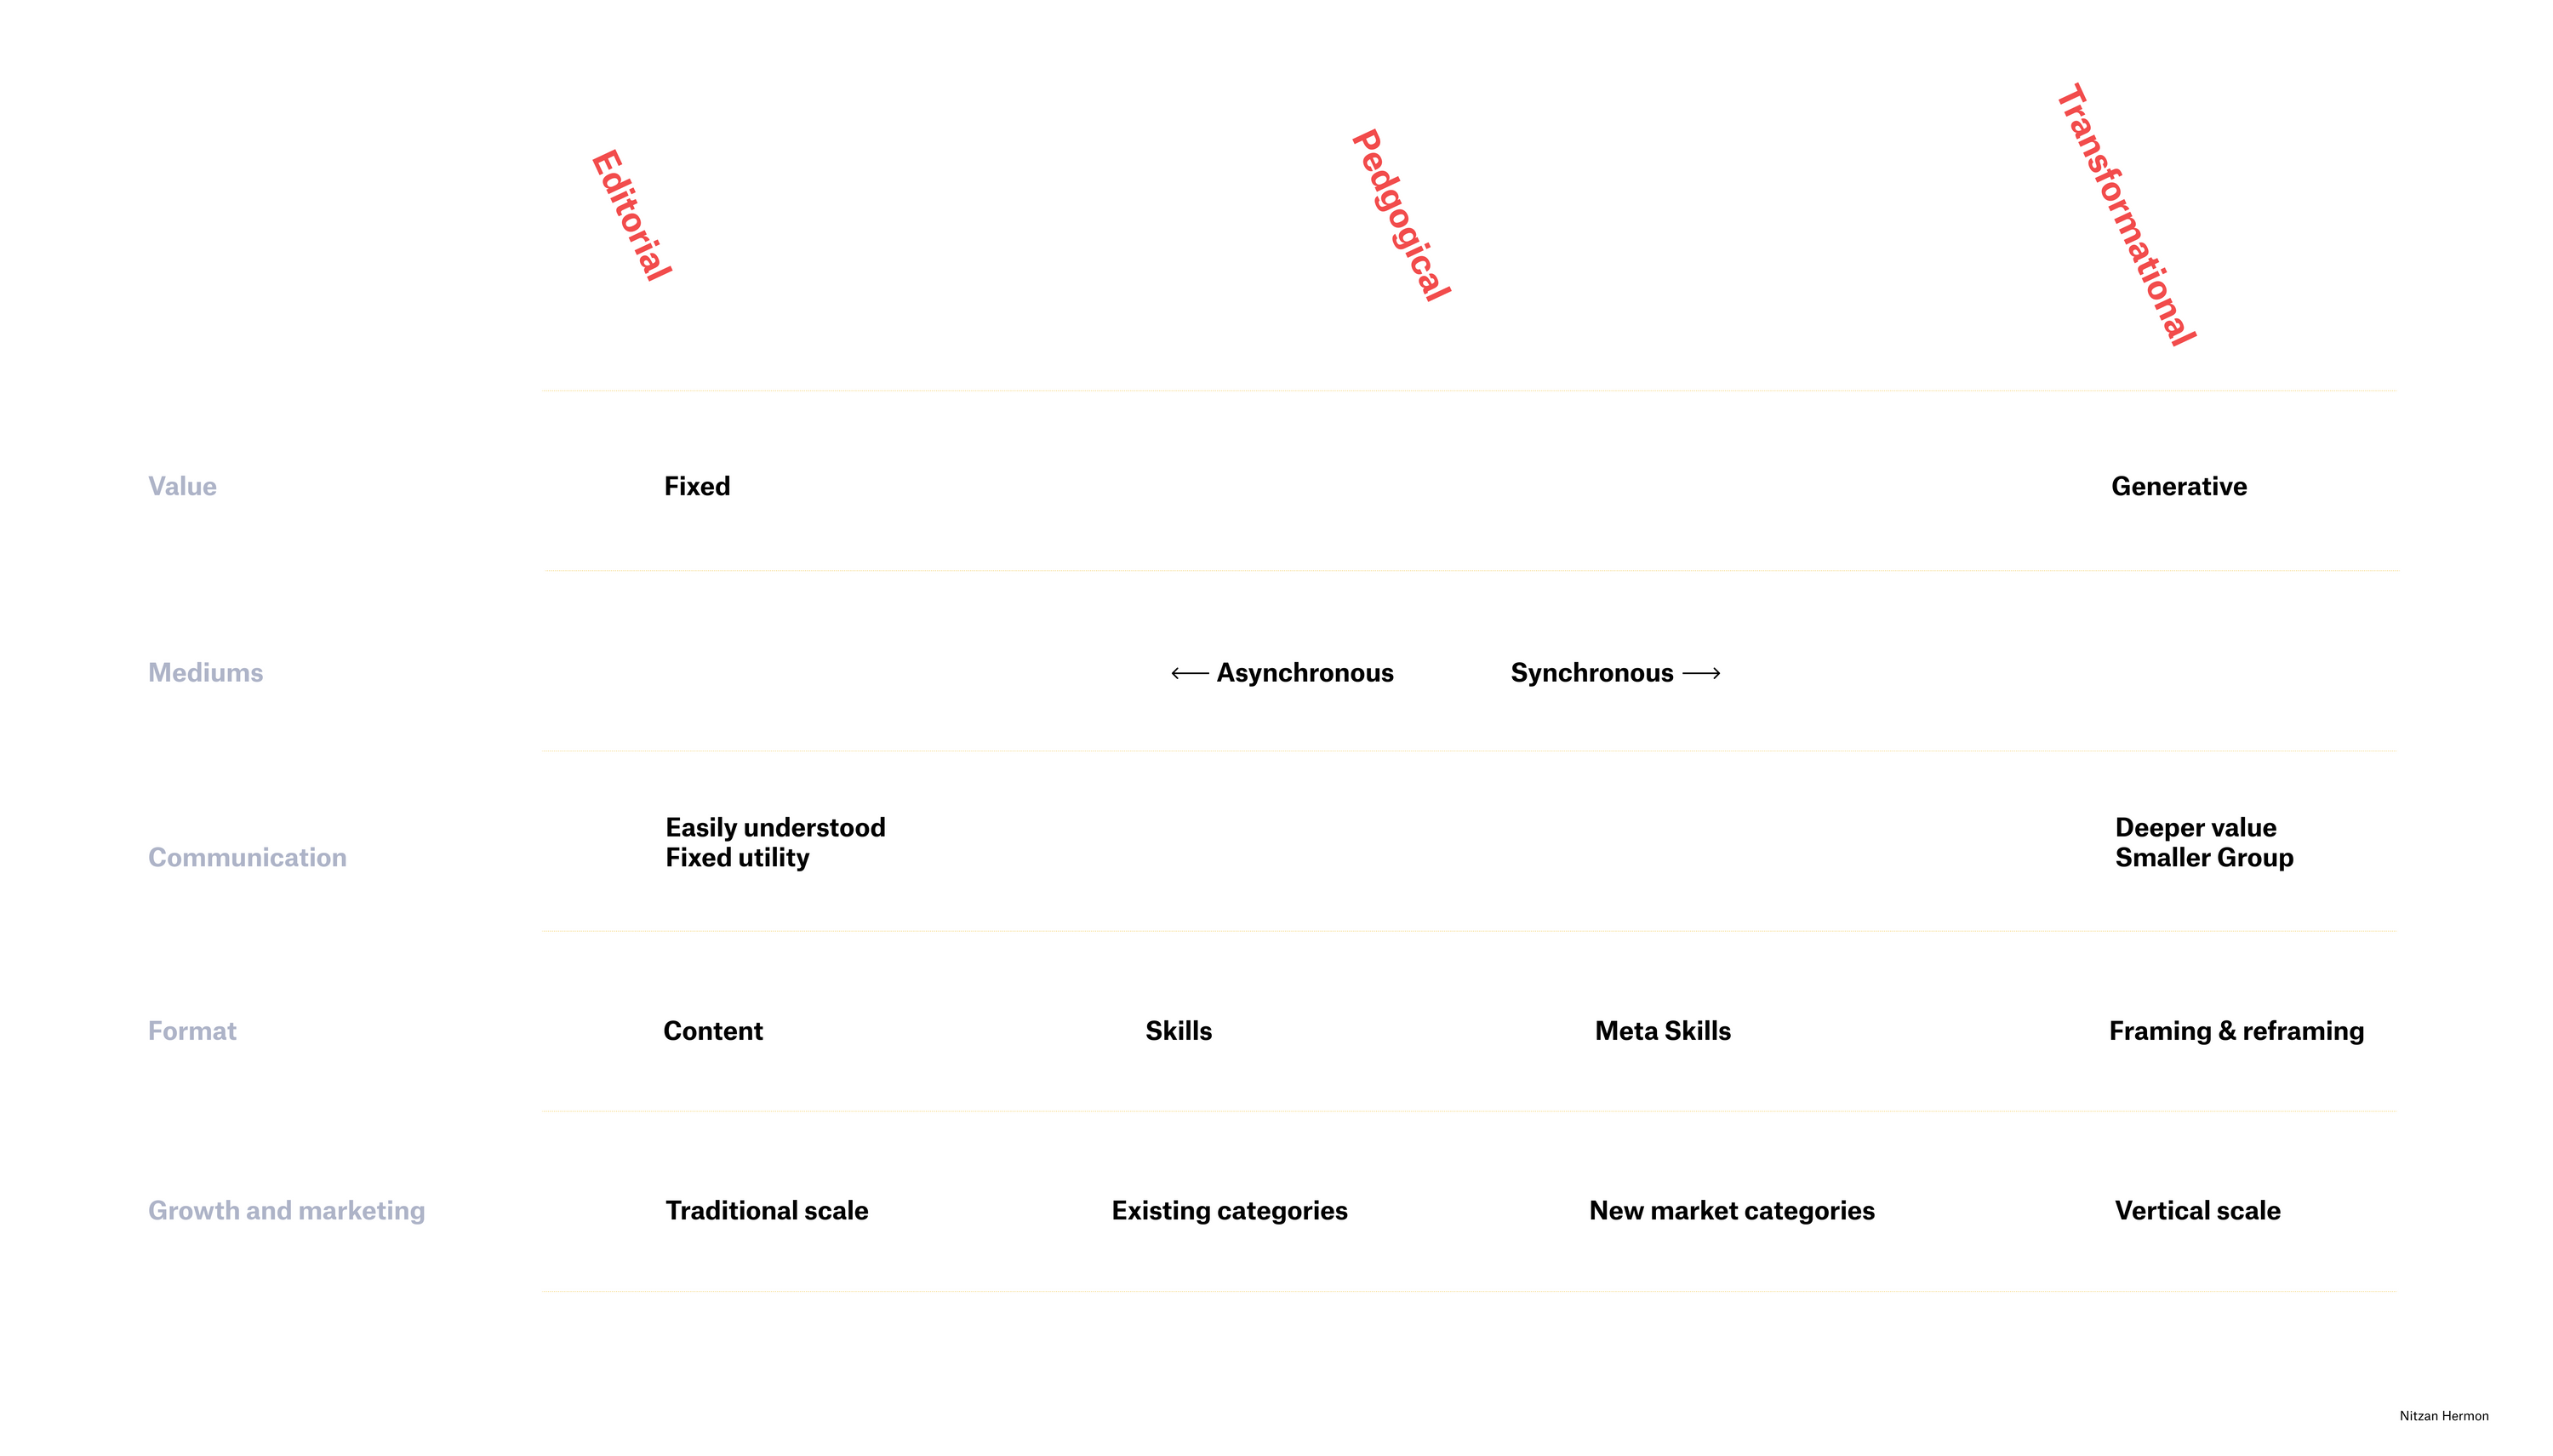 Editorial
Pedgogical
Transformational
Value
Fixed
Generative
Mediums
← Asynchronous
Synchronous →
Communication
Easily understood
Fixed utility
Deeper value
Smaller Group
Format
Content
Skills
Meta Skills
Framing & reframing
Growth and marketing
Traditional scale
Existing categories
New market categories
Vertical scale
Nitzan Hermon